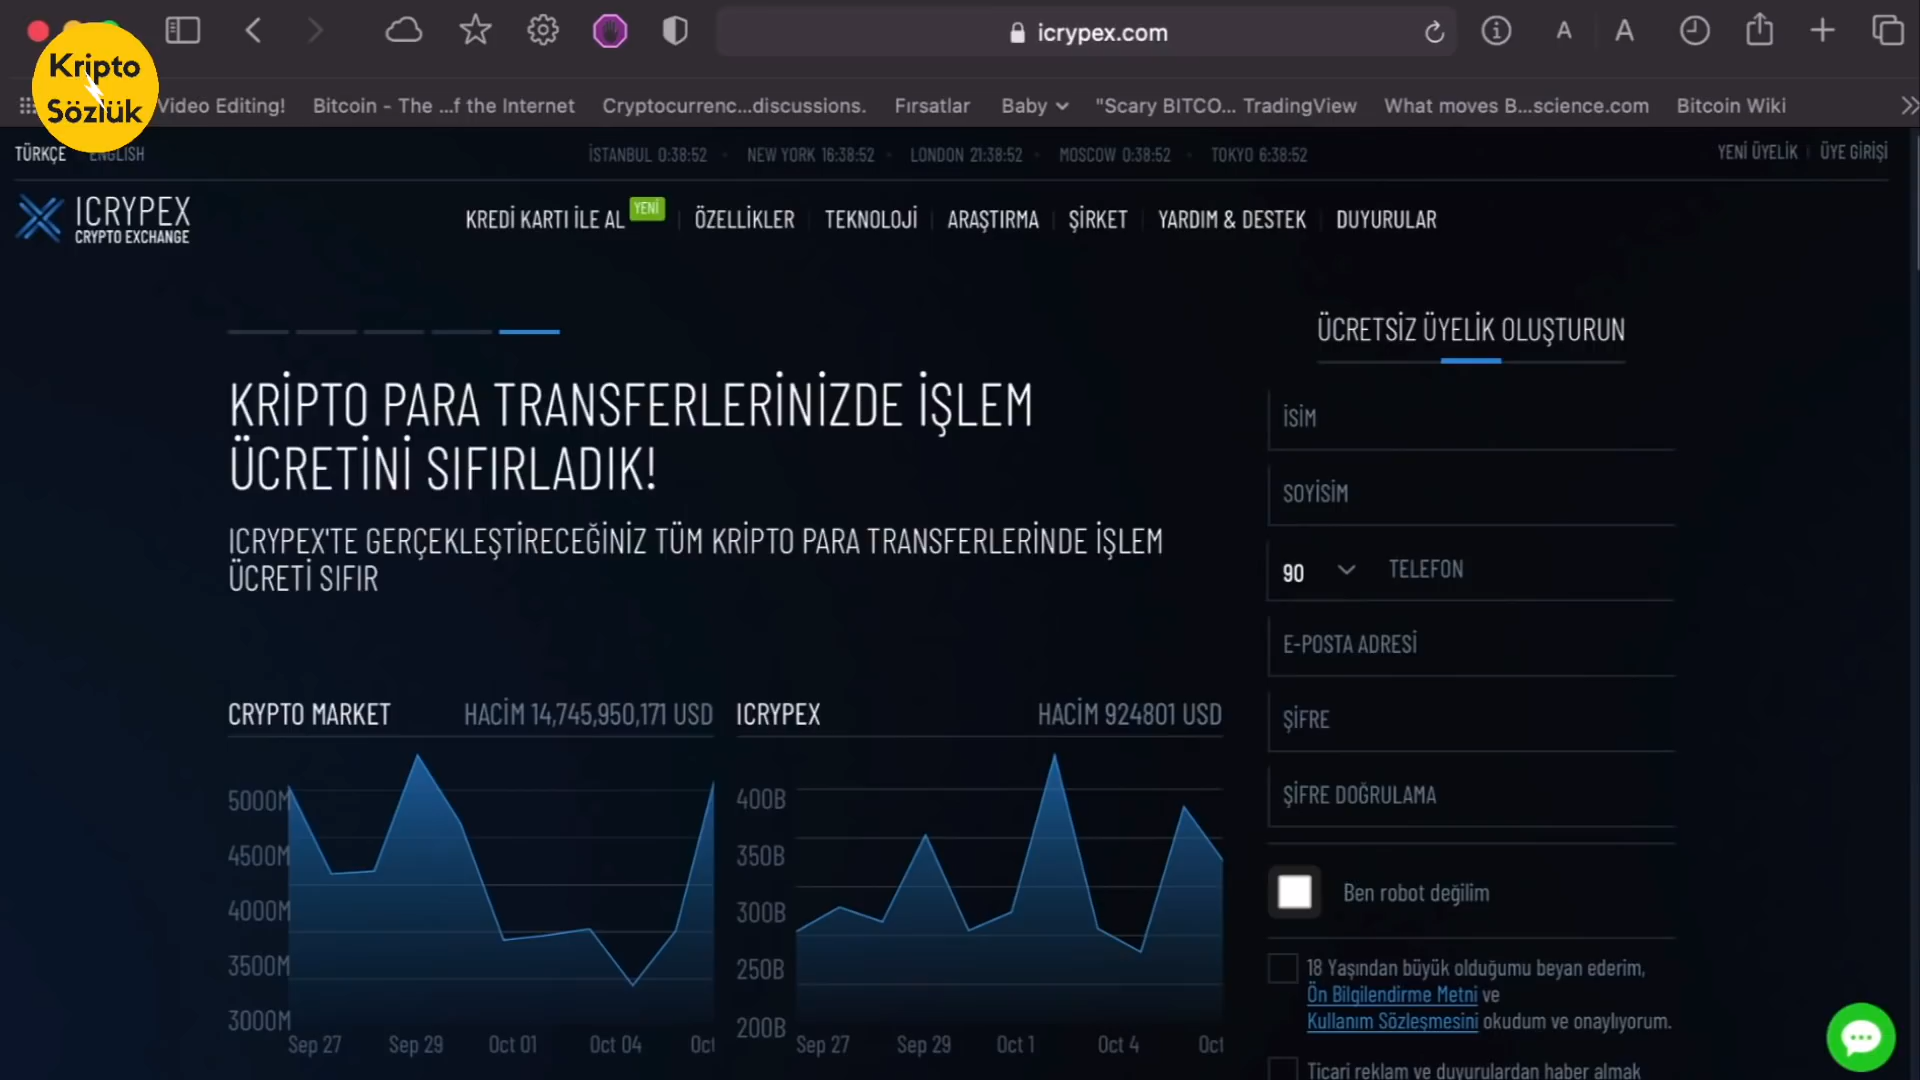 icrypex.com
A
A
Kripto
Sözlük
Video Editing!
Bitcoin - The ...f the Internet
Cryptocurrenc...discussions.
Fırsatlar
Baby
"Scary BITCO... TradingView
What moves B...science.com
Bitcoin Wiki
TÜRKÇE
ENGLISH
İSTANBUL 0:38:52
NEW YORK 16:38:52
LONDON 21:38:52
MOSCOW 0:38:52
TOKYO 6:38:52
YENİ ÜYELİK
ÜYE GİRİŞİ
ICRYPEX
CRYPTO EXCHANGE
KREDİ KARTI İLE AL
YENİ
ÖZELLİKLER
TEKNOLOJİ
ARAŞTIRMA
ŞİRKET
YARDIM & DESTEK
DUYURULAR
KRİPTO PARA TRANSFERLERİNİZDE İŞLEM
ÜCRETİNİ SIFIRLADIK!
ICRYPEX'TE GERÇEKLEŞTİRECEĞİNİZ TÜM KRİPTO PARA TRANSFERLERİNDE İŞLEM
ÜCRETİ SIFIR
CRYPTO MARKET
HACİM 14,745,950,171 USD
5000M
4500M
4000M
3500M
3000M
Sep 27
Sep 29
Oct 01
Oct 04
Oct
ICRYPEX
HACİM 924801 USD
400B
350B
300B
250B
200B
Sep 27
Sep 29
Oct 1
Oct 4
Oct
ÜCRETSİZ ÜYELİK OLUŞTURUN
İSİM
SOYİSİM
90
TELEFON
E-POSTA ADRESİ
ŞİFRE
ŞİFRE DOĞRULAMA
Ben robot değilim
18 Yaşından büyük olduğumu beyan ederim,
Ön Bilgilendirme Metni ve
Kullanım Sözleşmesini okudum ve onaylıyorum.
Ticari reklam ve duyurulardan haber almak